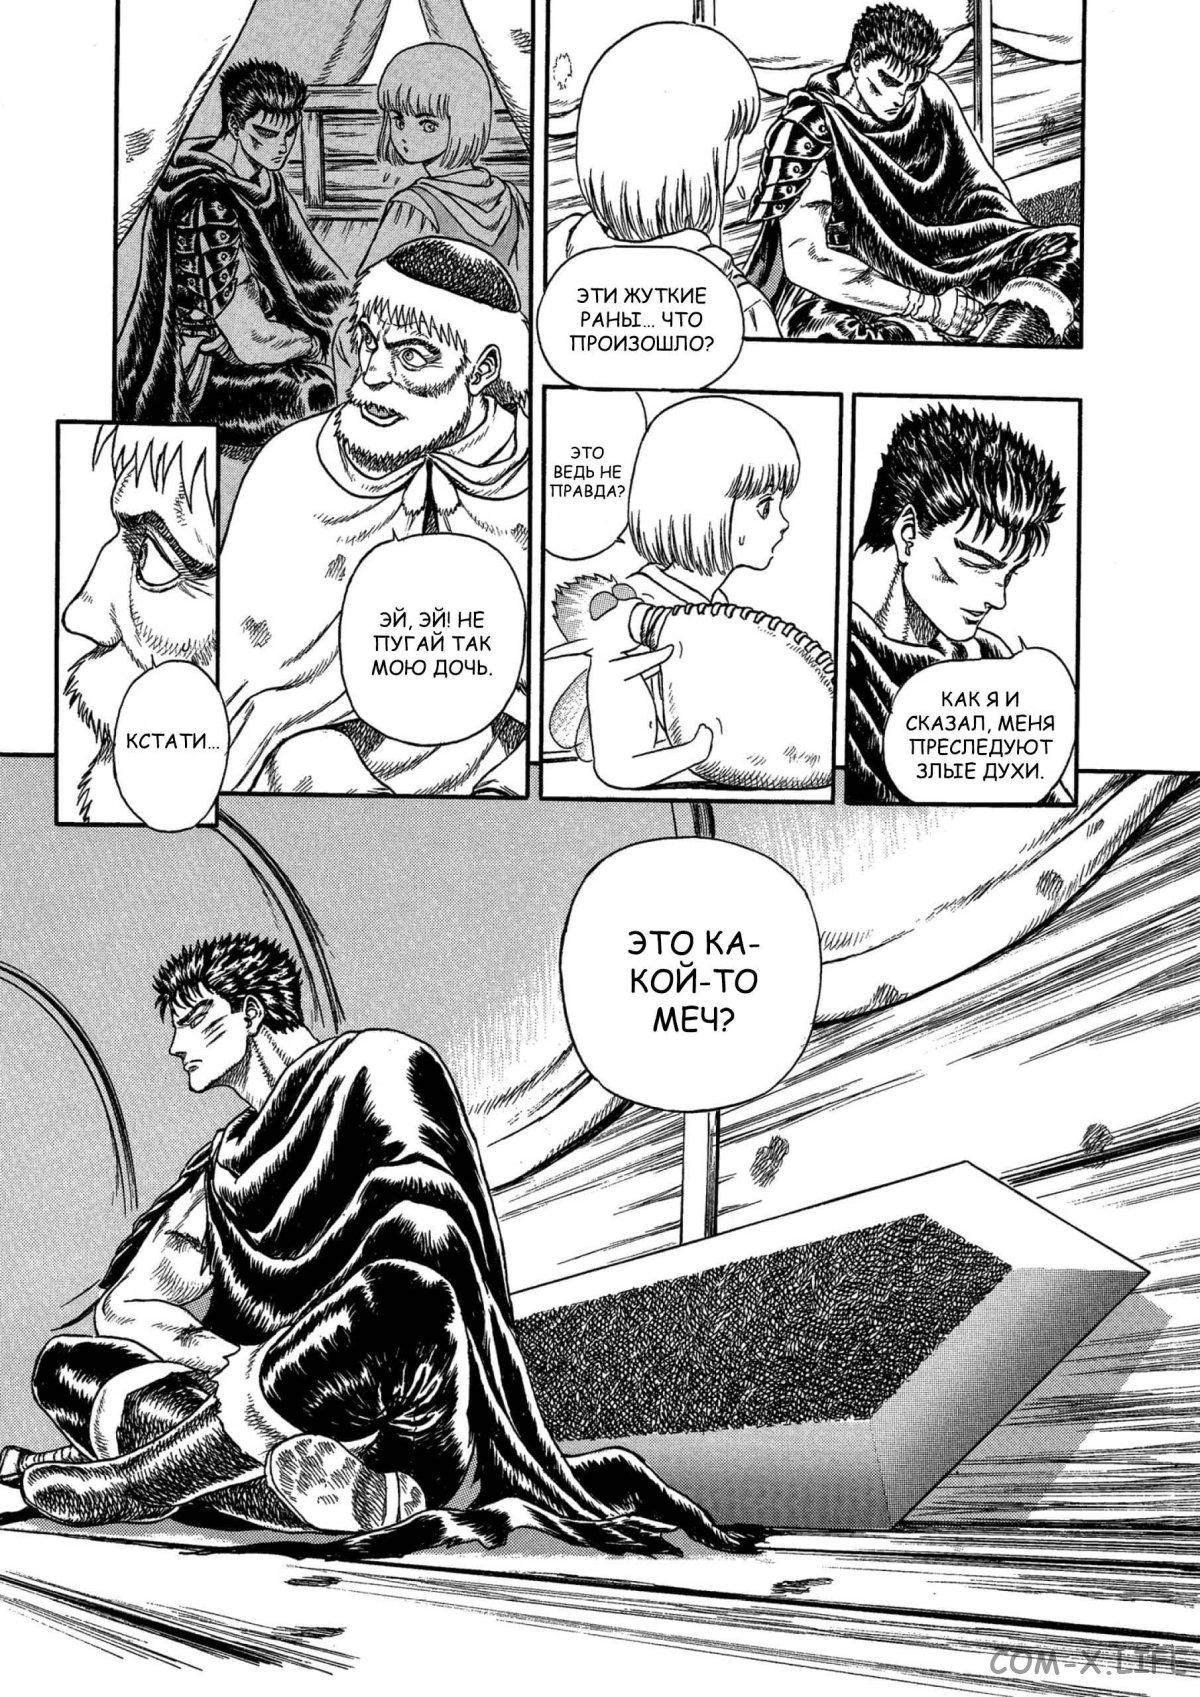 ЭТИ ЖУТКИЕ
РАНЫ... ЧТО
ПРОИЗОШЛО?
КАК Я И
СКАЗАЛ, МЕНЯ
ПРЕСЛЕДУЮТ
ЗЛЫЕ ДУХИ.
ЭТО
ВЕДЬ НЕ
ПРАВДА?
ЭЙ, ЭЙ! НЕ
ПУГАЙ ТАК
МОЮ ДОЧЬ.
КСТАТИ...
ЭТО КА-
КОЙ-ТО
МЕЧ?
COM-X.LIFE